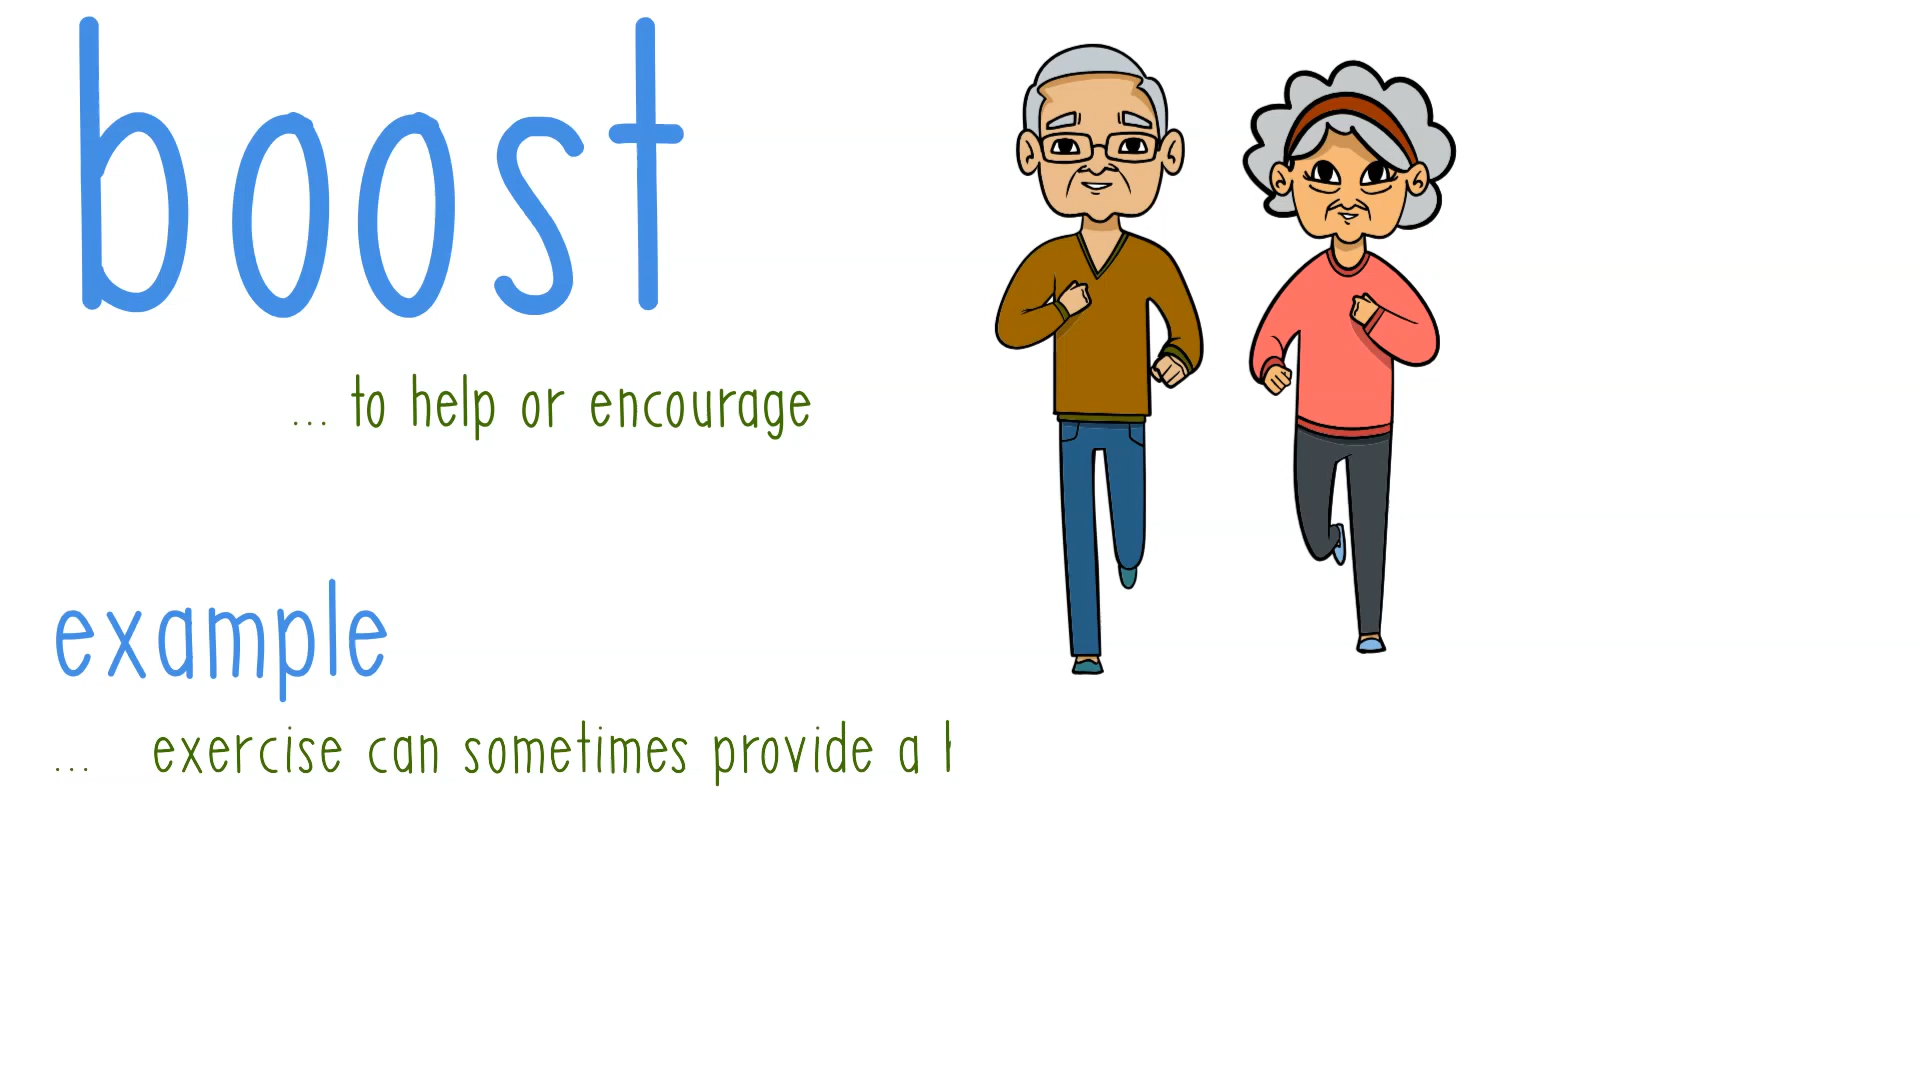 boost
... to help or encourage
example
... exercise can sometimes provide a